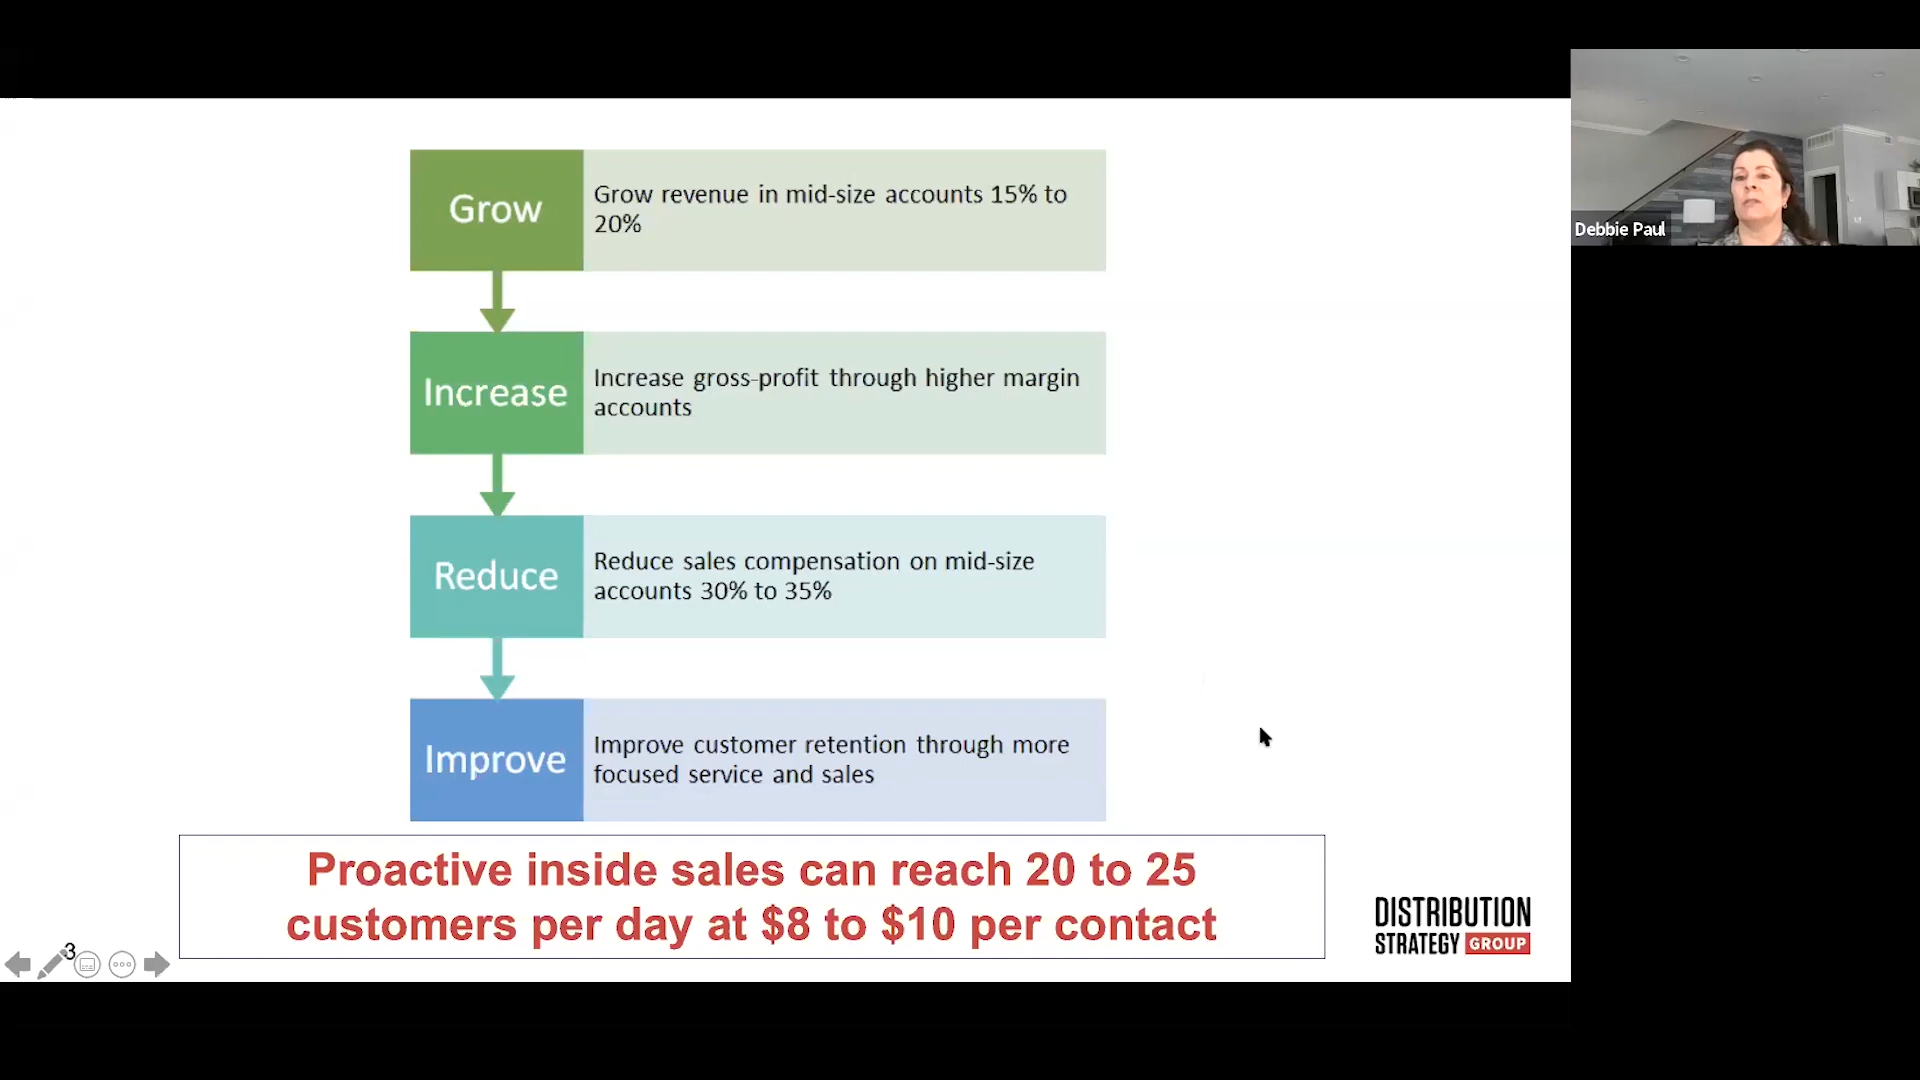 Grow
Grow revenue in mid-size accounts 15% to
20%
Increase
Increase gross-profit through higher margin
accounts
Reduce
Reduce sales compensation on mid-size
accounts 30% to 35%
Improve
Improve customer retention through more
focused service and sales
Proactive inside sales can reach 20 to 25
customers per day at $8 to $10 per contact
3
DISTRIBUTION
STRATEGY GROUP
Debbie Paul